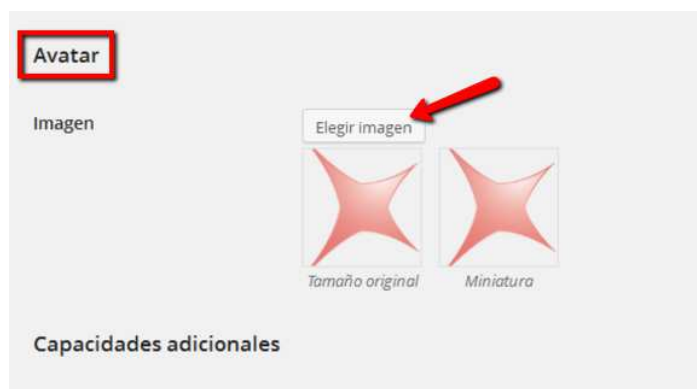 Avatar
Imagen
Elegir imagen
Tamaño original
Miniatura
Capacidades adicionales